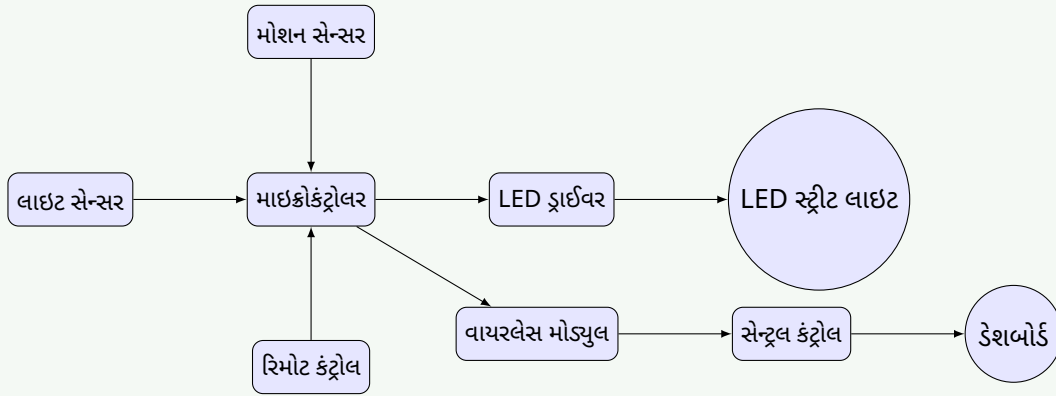 મોશન સેન્સર
લાઇટ સેન્સર
માઇક્રોકંટ્રોલર
LED ડ્રાઈવર
LED સ્ટ્રીટ લાઇટ
વાયરલેસ મોડ્યુલ
સેન્ટ્રલ કંટ્રોલ
ડેશબોર્ડ
રિમોટ કંટ્રોલ